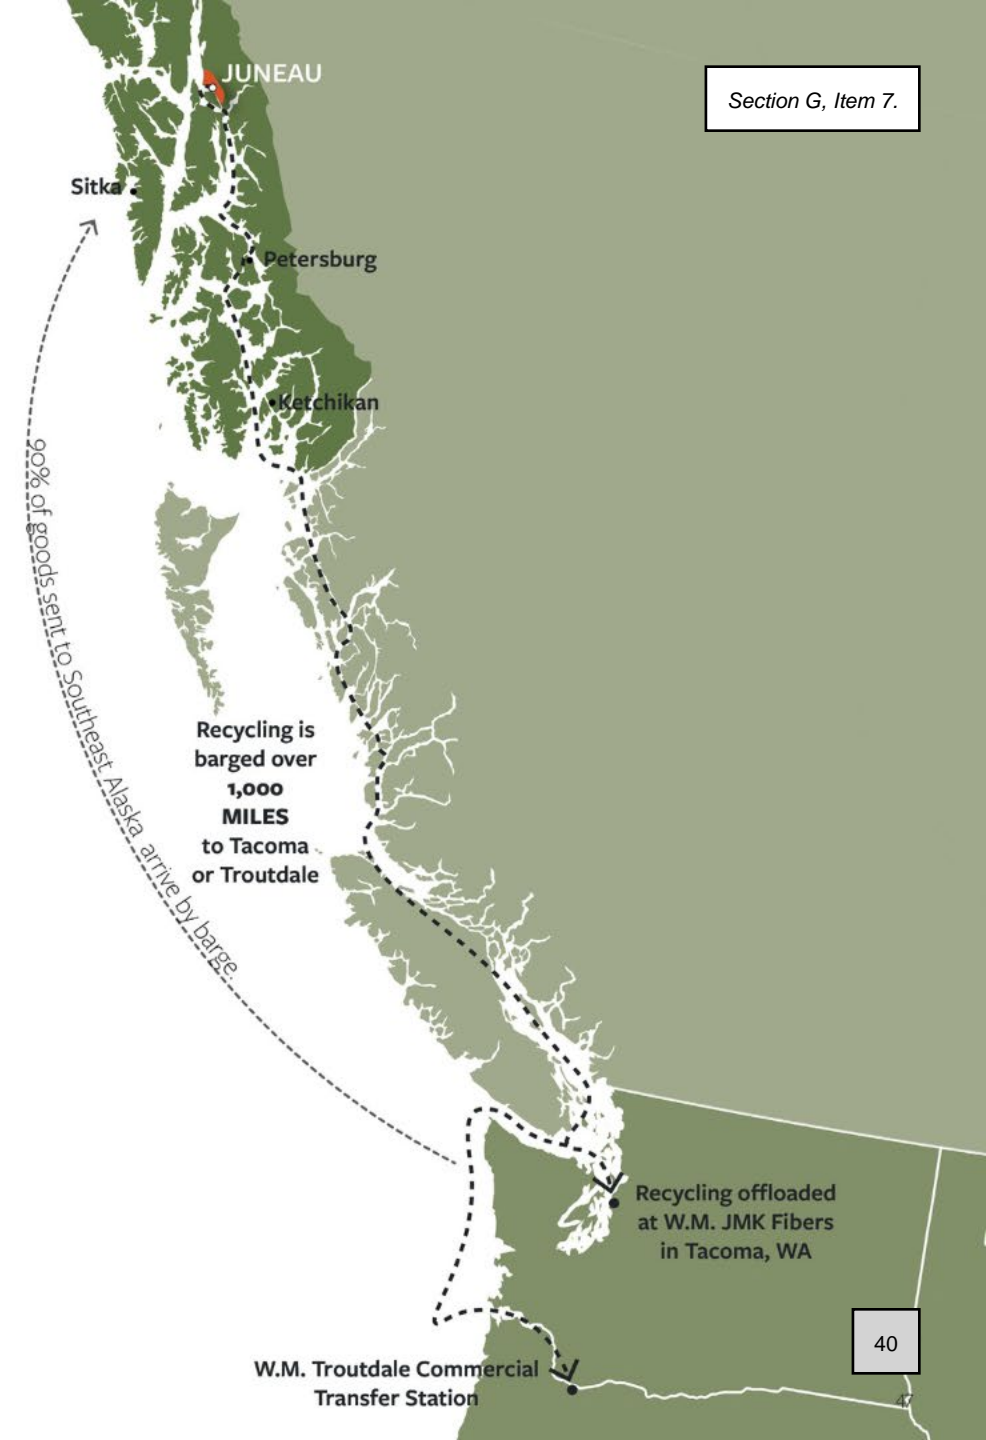 JUNEAU
Section G, Item 7.
Sitka
Petersburg
Ketchikan
90% of goods sent to Southeast Alaska arrive by barge.
Recycling is
barged over
1,000
MILES
to Tacoma
or Troutdale
Recycling offloaded
at W.M. JMK Fibers
in Tacoma, WA
40
W.M. Troutdale Commercial
Transfer Station
47